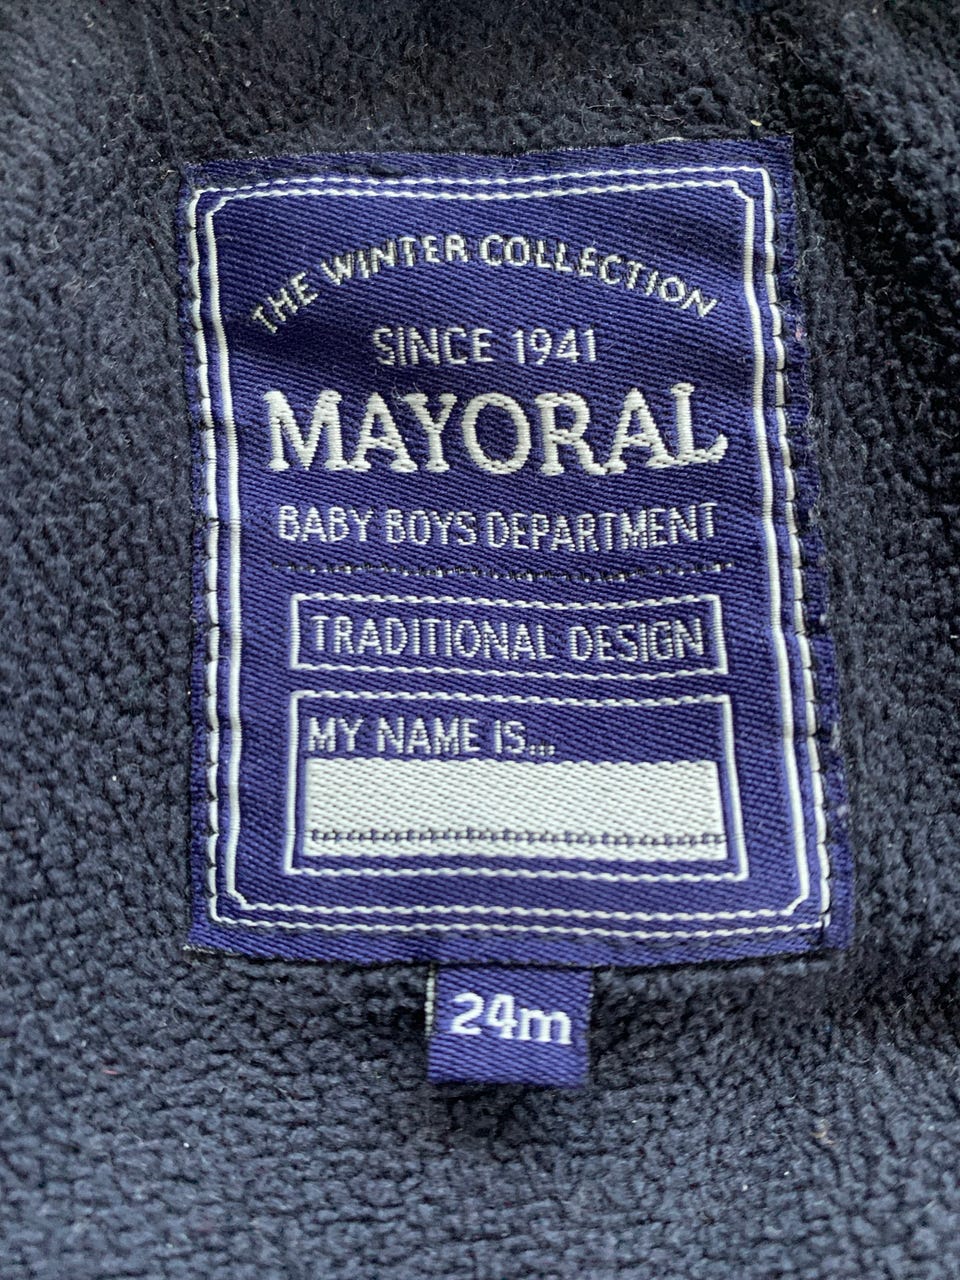 THE WINTER COLLECTION
SINCE 1941
MAYORAL
BABY BOYS DEPARTMENT
TRADITIONAL DESIGN
MY NAME IS...
24m